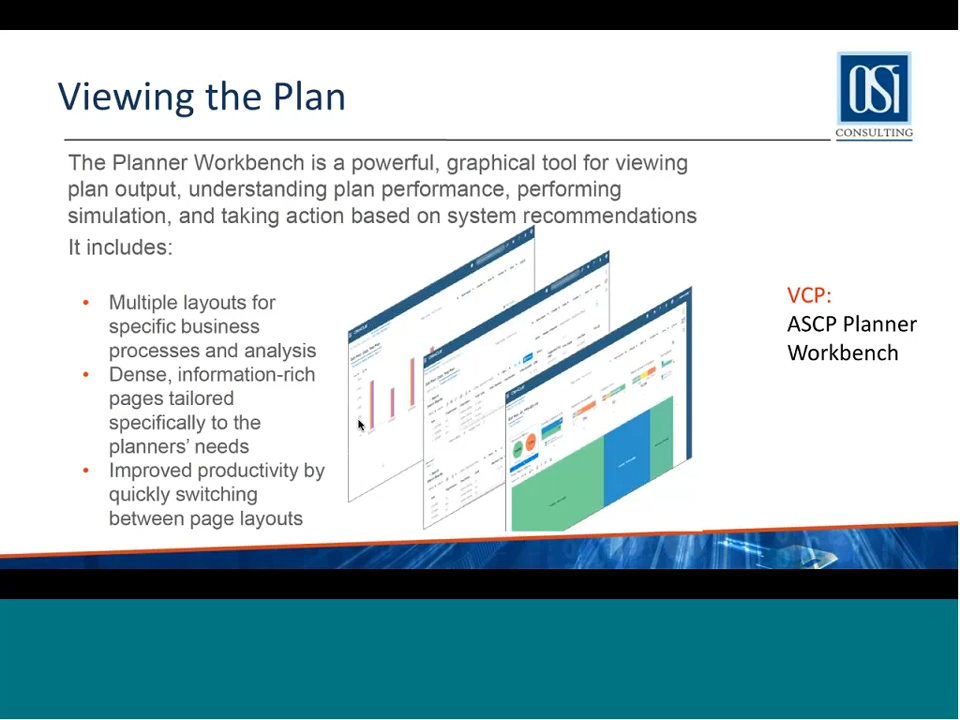 Viewing the Plan
OSi
CONSULTING
The Planner Workbench is a powerful, graphical tool for viewing
plan output, understanding plan performance, performing
simulation, and taking action based on system recommendations
It includes:
• Multiple layouts for
specific business
processes and analysis
• Dense, information-rich
pages tailored
specifically to the
planners’ needs
• Improved productivity by
quickly switching
between page layouts
VCP:
ASCP Planner
Workbench